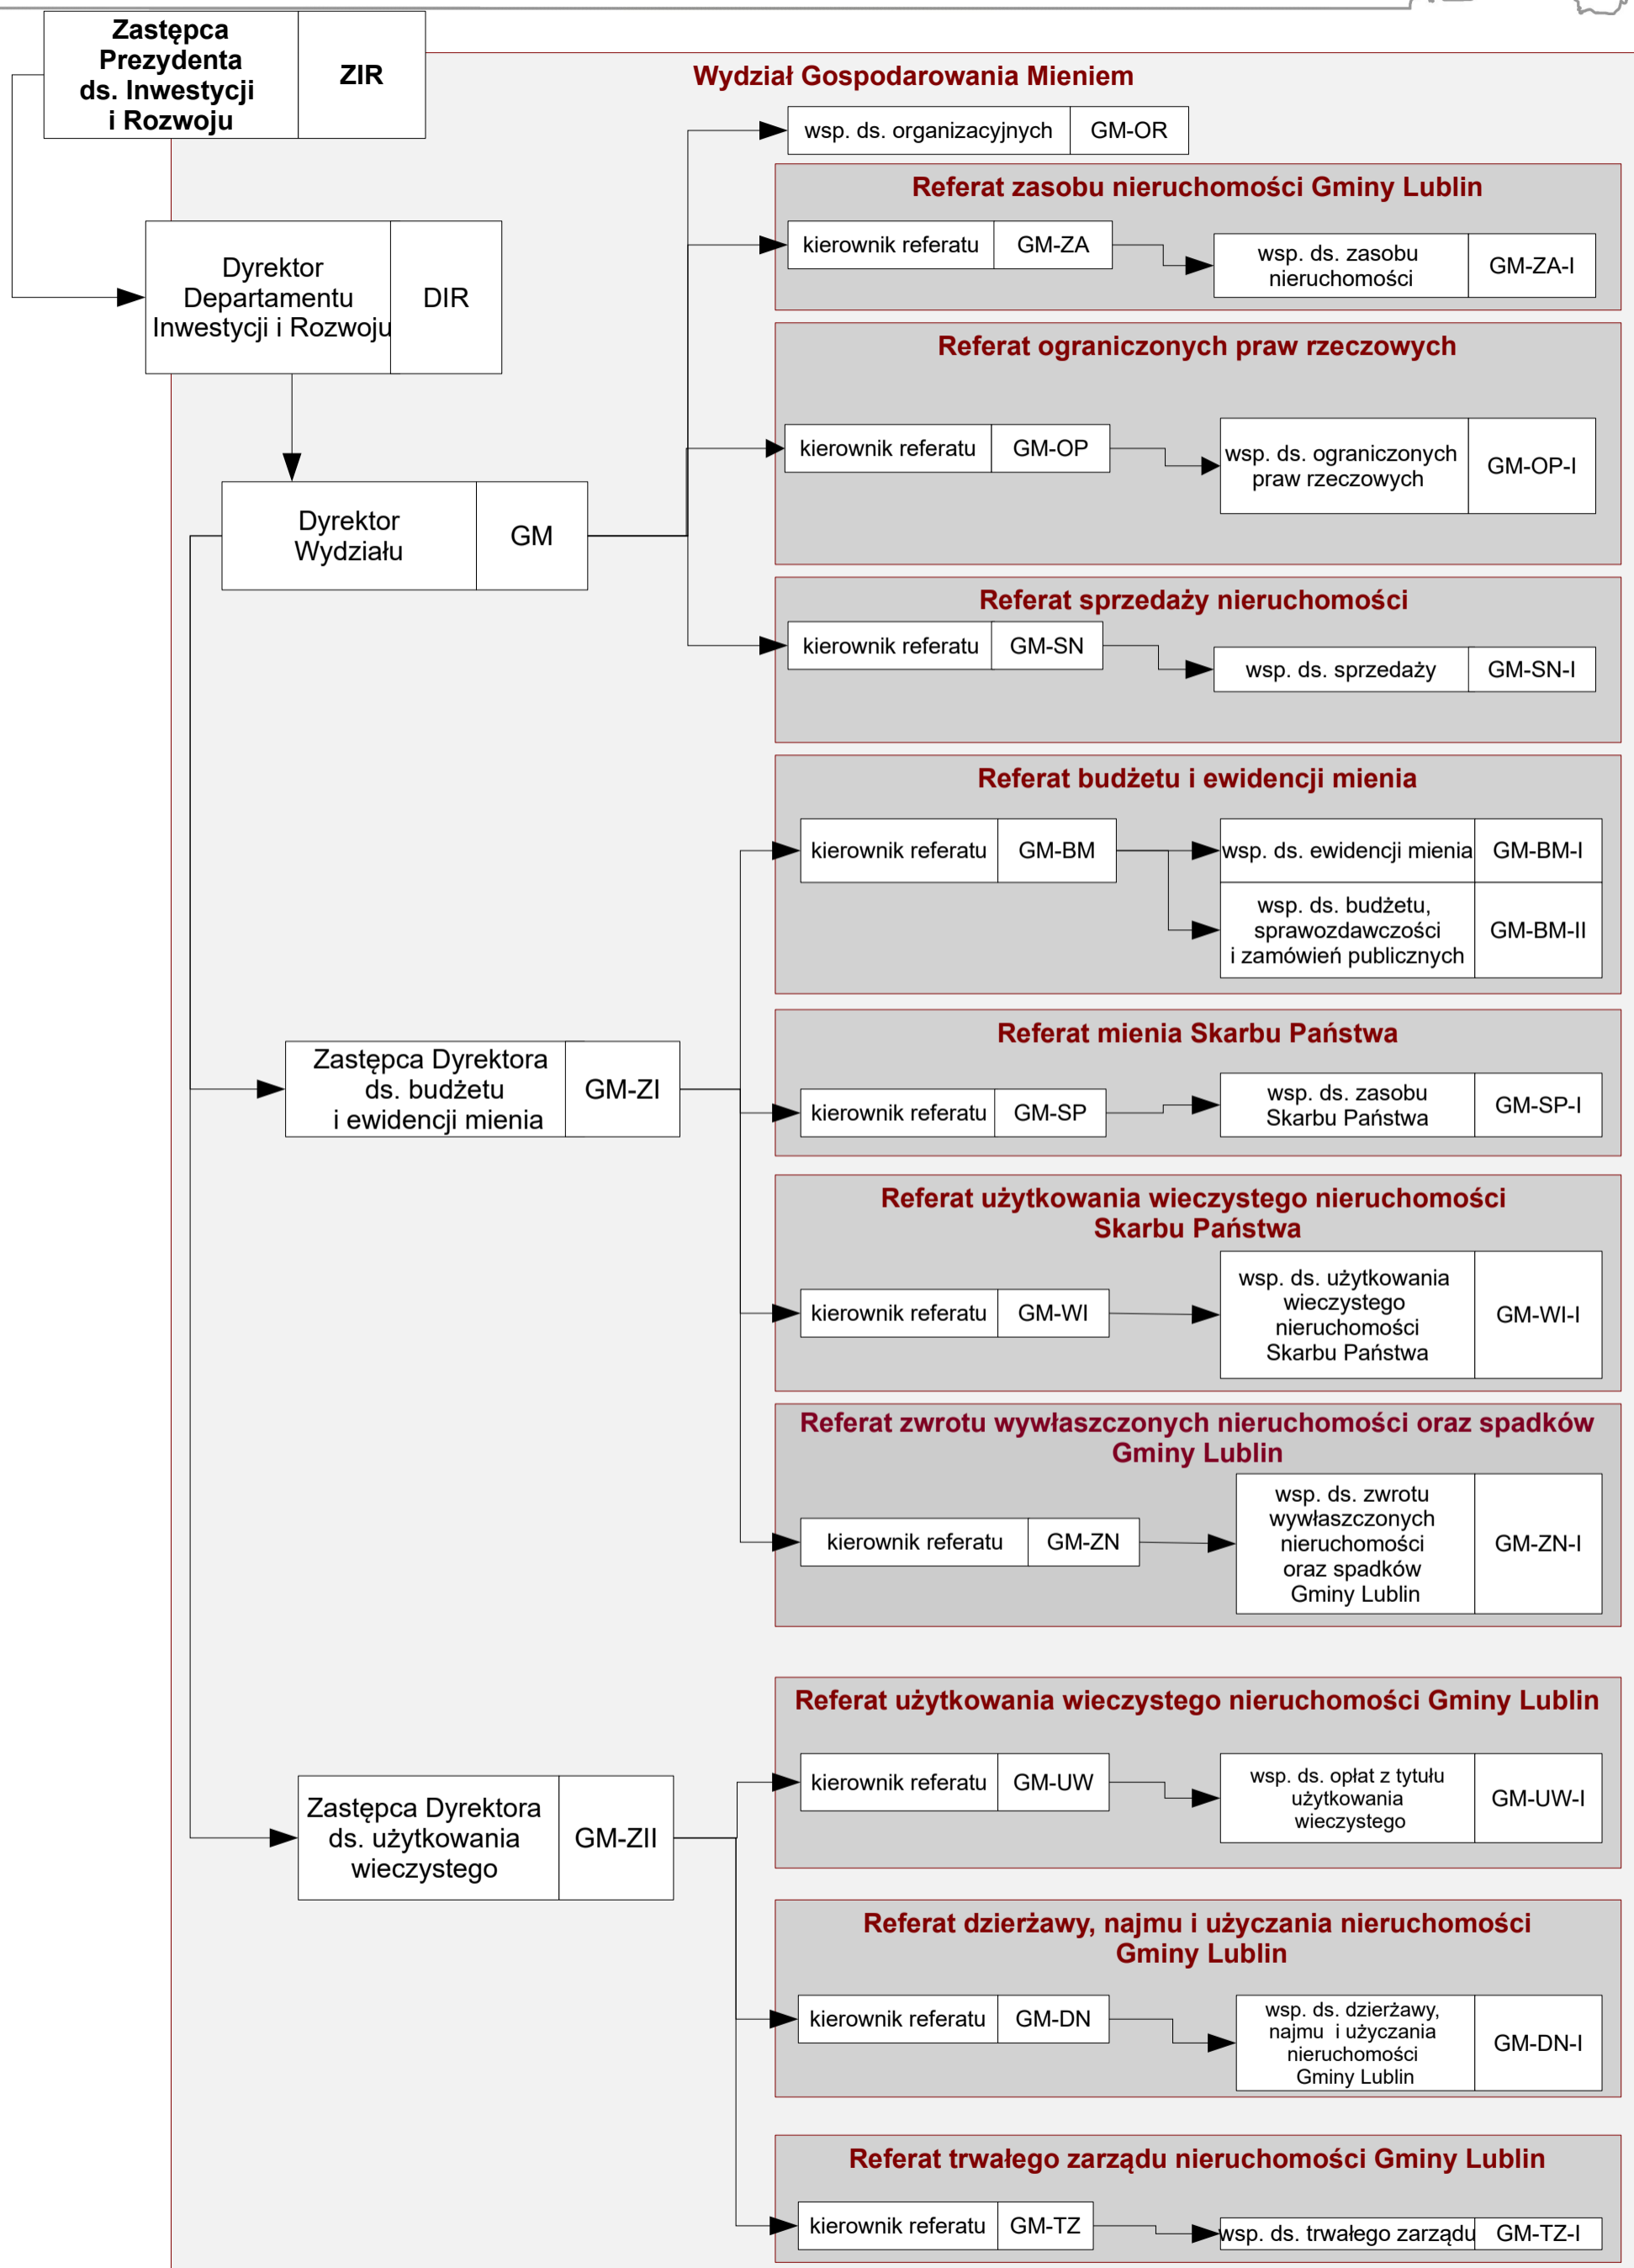 Zastępca
Prezydenta
ds. Inwestycji
i Rozwoju
ZIR
Wydział Gospodarowania Mieniem
wsp. ds. organizacyjnych
GM-OR
Referat zasobu nieruchomości Gminy Lublin
kierownik referatu
GM-ZA
wsp. ds. zasobu
nieruchomości
GM-ZA-I
Dyrektor
Departamentu
Inwestycji i Rozwoju
DIR
Referat ograniczonych praw rzeczowych
kierownik referatu
GM-OP
wsp. ds. ograniczonych
praw rzeczowych
GM-OP-I
Dyrektor
Wydziału
GM
Referat sprzedaży nieruchomości
kierownik referatu
GM-SN
wsp. ds. sprzedaży
GM-SN-I
Referat budżetu i ewidencji mienia
kierownik referatu
GM-BM
wsp. ds. ewidencji mienia
GM-BM-I
wsp. ds. budżetu,
sprawozdawczości
i zamówień publicznych
GM-BM-II
Zastępca Dyrektora
ds. budżetu
i ewidencji mienia
GM-ZI
Referat mienia Skarbu Państwa
kierownik referatu
GM-SP
wsp. ds. zasobu
Skarbu Państwa
GM-SP-I
Referat użytkowania wieczystego nieruchomości
Skarbu Państwa
kierownik referatu
GM-WI
wsp. ds. użytkowania
wieczystego
nieruchomości
Skarbu Państwa
GM-WI-I
Referat zwrotu wywłaszczonych nieruchomości oraz spadków
Gminy Lublin
kierownik referatu
GM-ZN
wsp. ds. zwrotu
wywłaszczonych
nieruchomości
oraz spadków
Gminy Lublin
GM-ZN-I
Referat użytkowania wieczystego nieruchomości Gminy Lublin
kierownik referatu
GM-UW
wsp. ds. opłat z tytułu
użytkowania
wieczystego
GM-UW-I
Zastępca Dyrektora
ds. użytkowania
wieczystego
GM-ZII
Referat dzierżawy, najmu i użyczania nieruchomości
Gminy Lublin
kierownik referatu
GM-DN
wsp. ds. dzierżawy,
najmu i użyczania
nieruchomości
Gminy Lublin
GM-DN-I
Referat trwałego zarządu nieruchomości Gminy Lublin
kierownik referatu
GM-TZ
wsp. ds. trwałego zarządu
GM-TZ-I